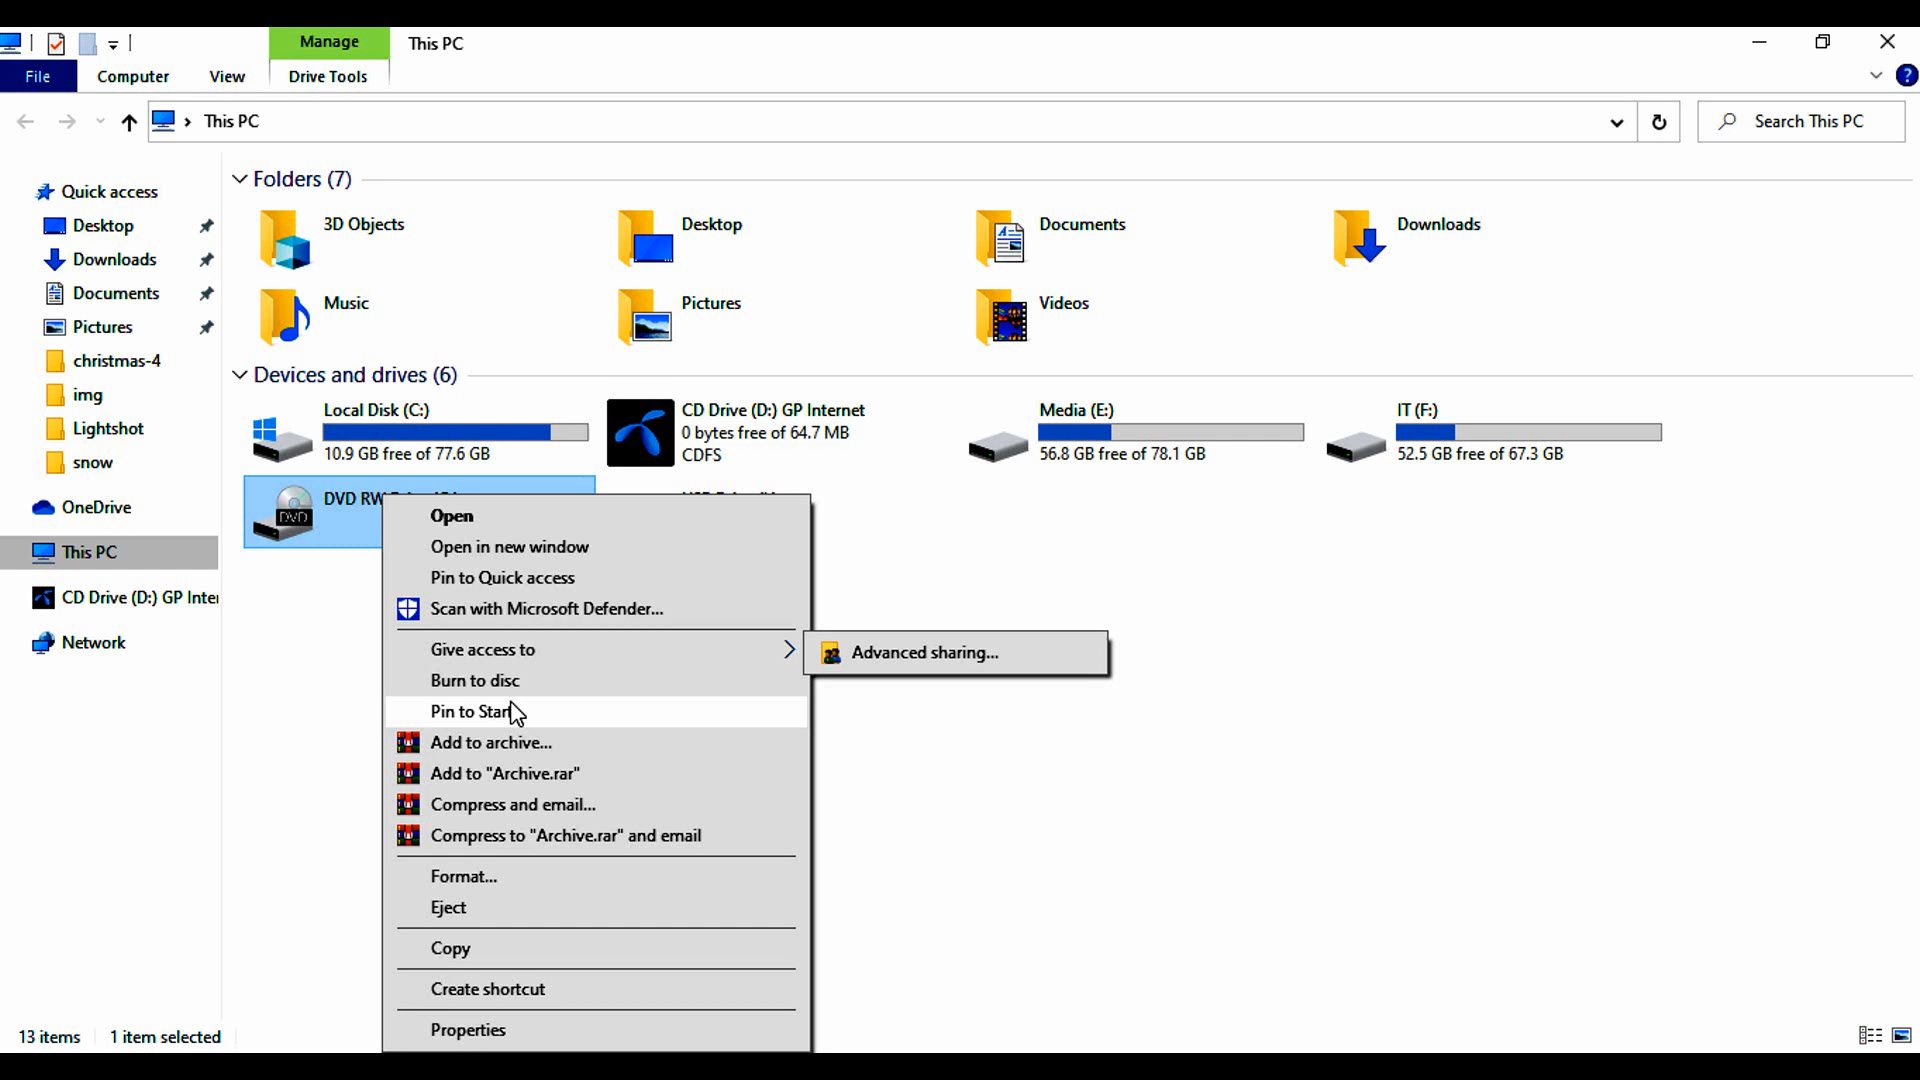 Manage
This PC
File
Computer
View
Drive Tools
This PC
Search This PC
Quick access
Desktop
Downloads
Documents
Pictures
christmas-4
img
Lightshot
snow
OneDrive
This PC
CD Drive (D:) GP Inter
Network
Folders (7)
3D Objects
Desktop
Documents
Downloads
Music
Pictures
Videos
Devices and drives (6)
Local Disk (C:)
10.9 GB free of 77.6 GB
CD Drive (D:) GP Internet
0 bytes free of 64.7 MB
CDFS
Media (E:)
56.8 GB free of 78.1 GB
IT (F:)
52.5 GB free of 67.3 GB
DVD
DVD RW
Open
Open in new window
Pin to Quick access
Scan with Microsoft Defender...
Give access to
Advanced sharing...
Burn to disc
Pin to Start
Add to archive...
Add to "Archive.rar"
Compress and email...
Compress to "Archive.rar" and email
Format...
Eject
Copy
Create shortcut
Properties
13 items
1 item selected